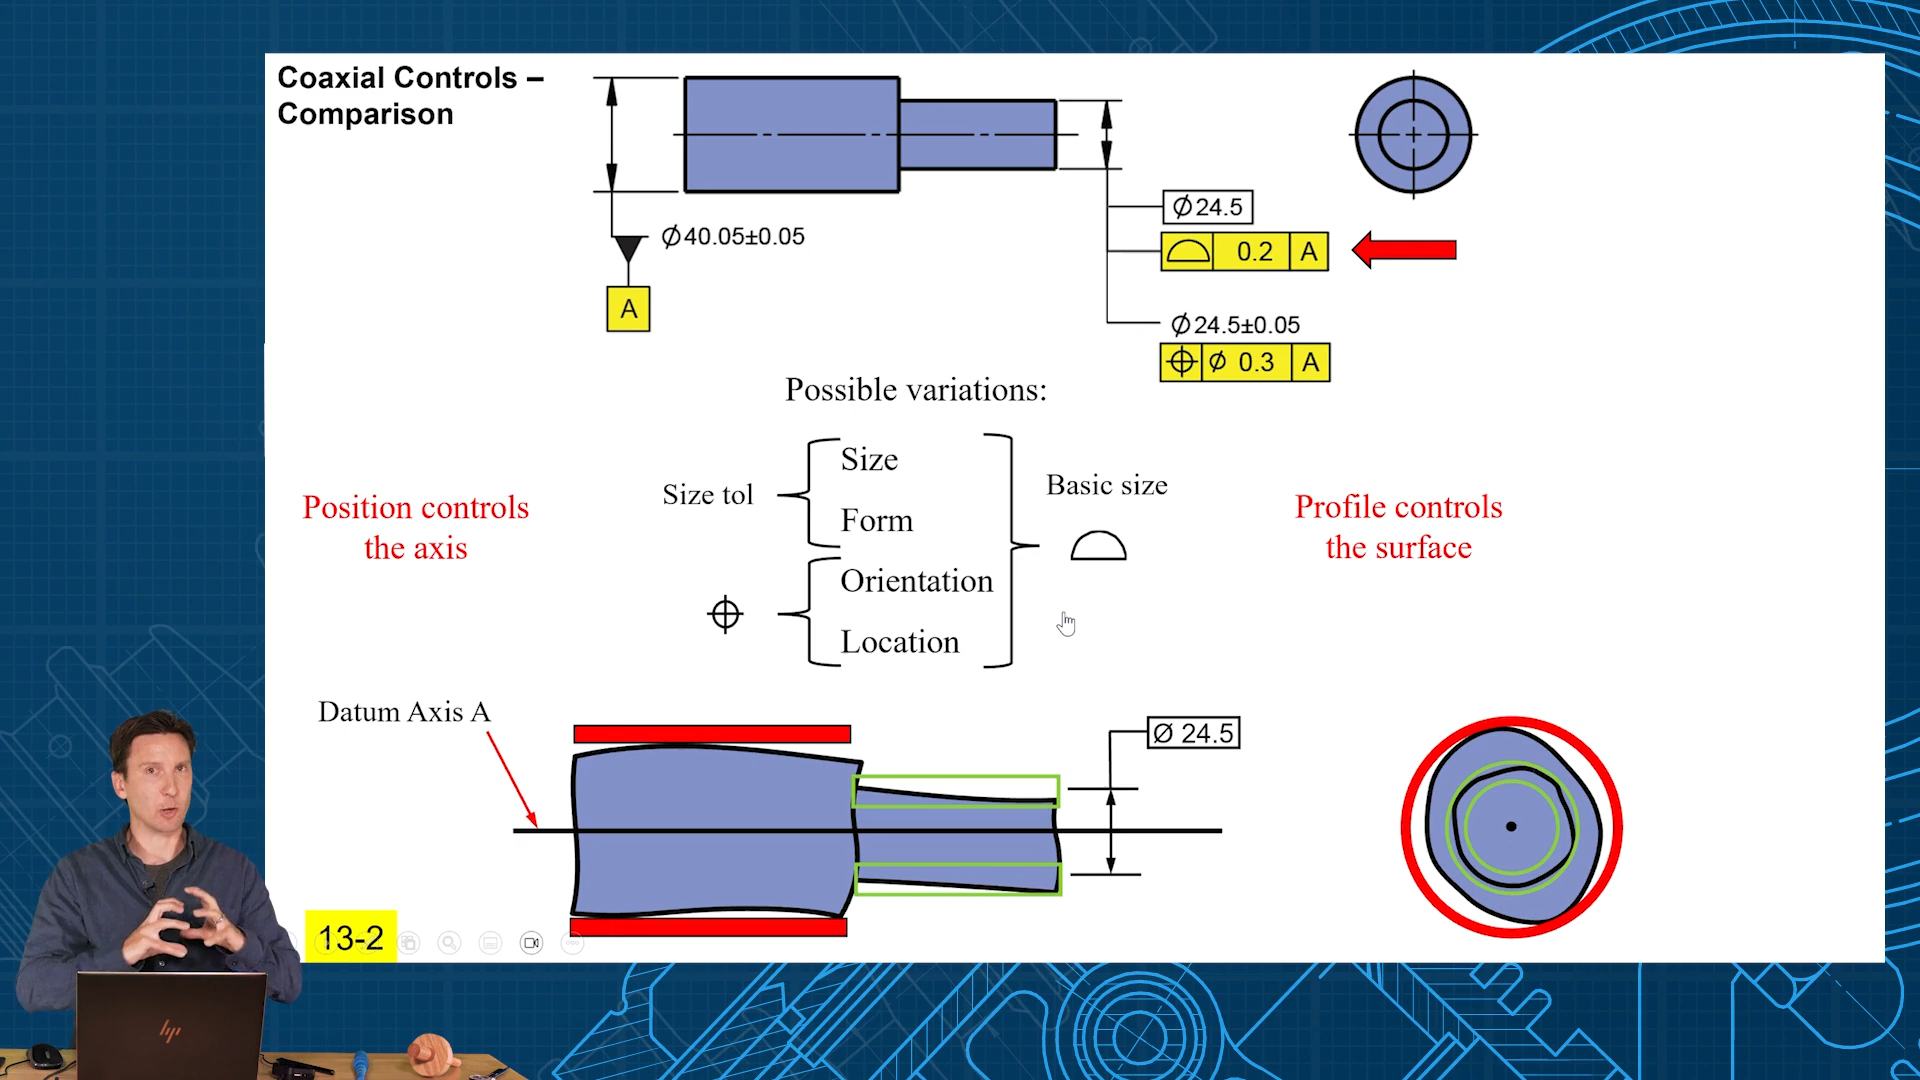 Coaxial Controls –
Comparison
Ø40.05±0.05
A
Ø24.5
0.2 A
Ø24.5±0.05
Ø 0.3 A
Possible variations:
Size
Form
Orientation
Location
Size tol
Basic size
Position controls
the axis
Profile controls
the surface
Datum Axis A
Ø 24.5
13-2
hp